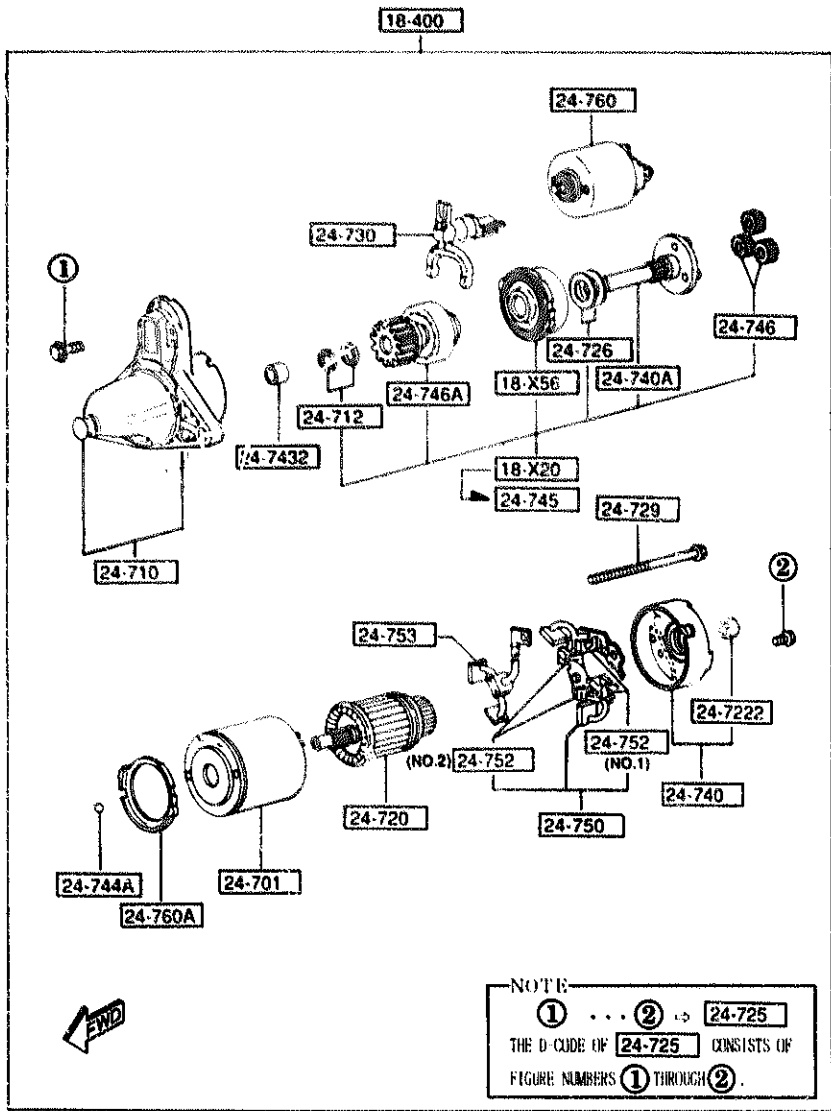 18-400
24-760
24-730
①
24-746
24-726
18-X56
24-740A
24-746A
24-712
24-7432
18-X20
24-745
24-729
24-710
②
24-753
24-7222
24-752
(NO.1)
(NO.2) 24-752
24-740
24-720
24-750
24-744A
24-701
24-760A
FWD
NOTE
① ... ② ⇨ 24-725
THE D-CODE OF 24-725 CONSISTS OF
FIGURE NUMBERS ① THROUGH ②.